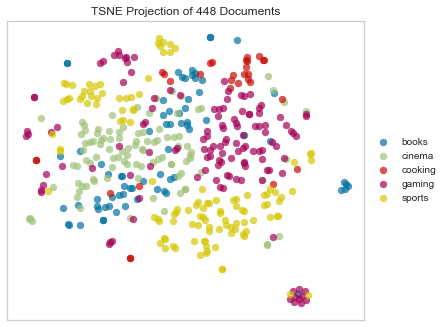 TSNE Projection of 448 Documents
books
cinema
cooking
gaming
sports